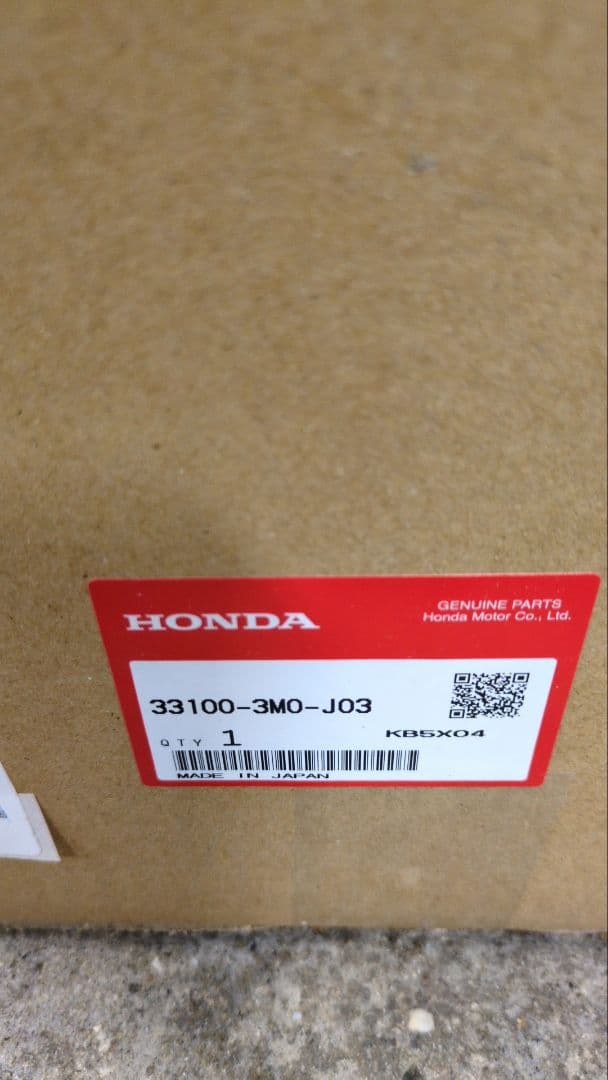 HONDA
GENUINE PARTS
Honda Motor Co., Ltd.
33100-3M0-J03
KB5X04
QTY 1
MADE IN JAPAN